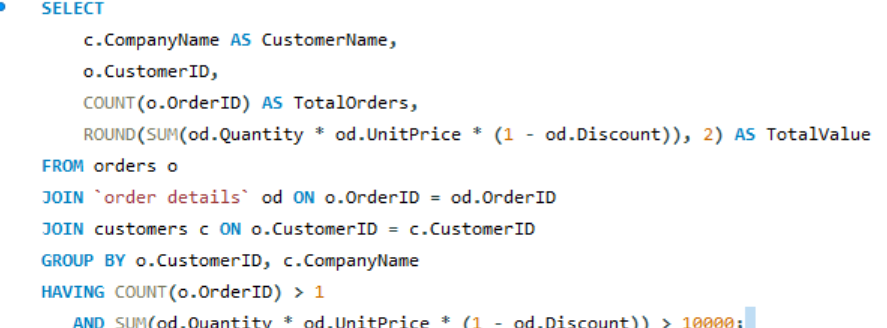 SELECT
c.CompanyName AS CustomerName,
o.CustomerID,
COUNT(o.OrderID) AS TotalOrders,
ROUND(SUM(od.Quantity * od.UnitPrice * (1 - od.Discount)), 2) AS TotalValue
FROM orders o
JOIN `order details` od ON o.OrderID = od.OrderID
JOIN customers c ON o.CustomerID = c.CustomerID
GROUP BY o.CustomerID, c.CompanyName
HAVING COUNT(o.OrderID) > 1
AND SUM(od.Quantity * od.UnitPrice * (1 - od.Discount)) > 10000;